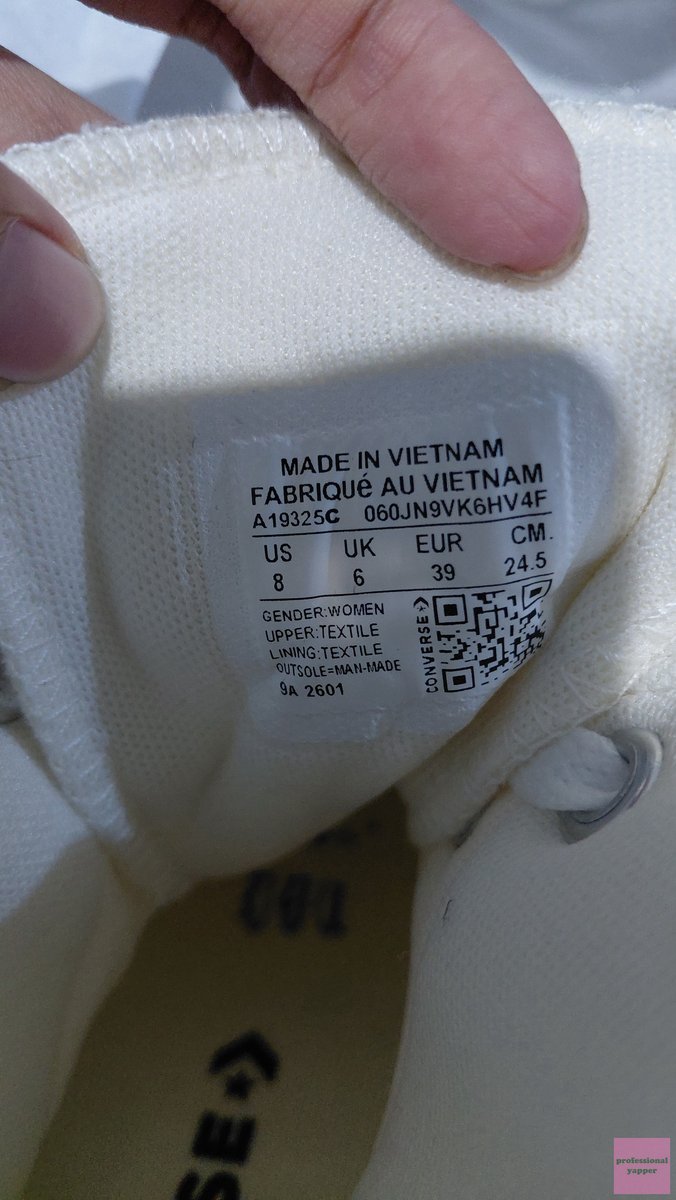 MADE IN VIETNAM
FABRIQUé AU VIETNAM
A19325C 060JN9VK6HV4F
US UK EUR CM.
8 6 39 24.5
GENDER:WOMEN
UPPER:TEXTILE
LINING:TEXTILE
OUTSOLE=MAN-MADE
9A 2601
CONVERSE
SE
professional
yapper